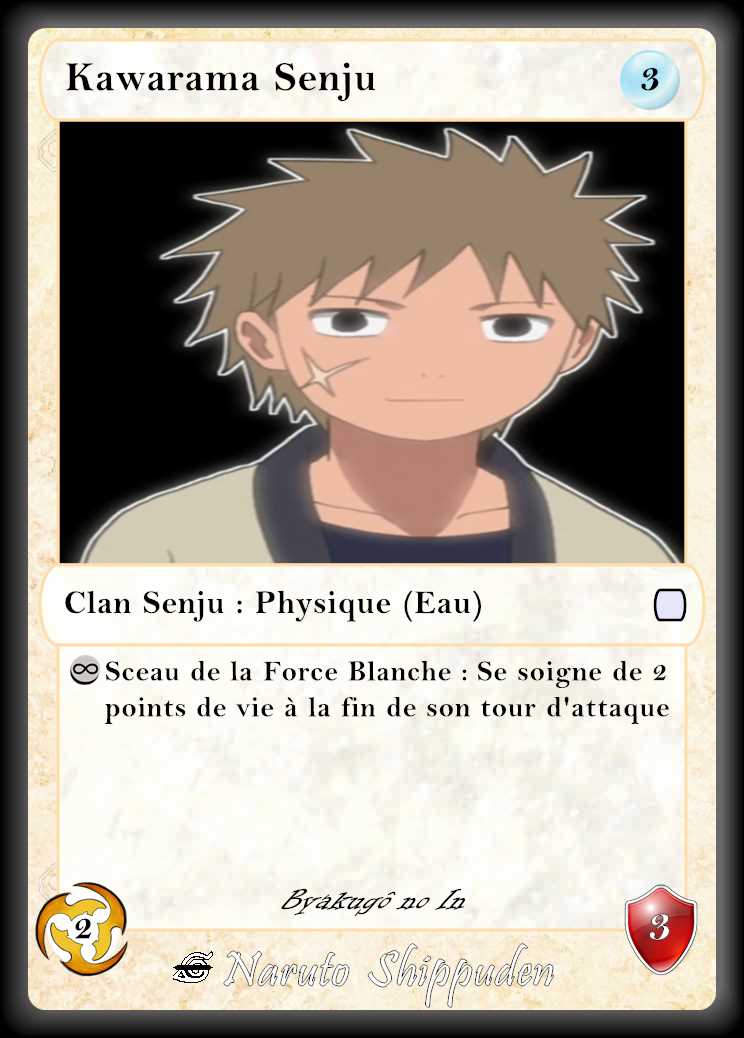 Kawarama Senju 3
Clan Senju : Physique (Eau)
∞ Sceau de la Force Blanche : Se soigne de 2
points de vie à la fin de son tour d'attaque
Byakugô no In
2 3
Naruto Shippuden